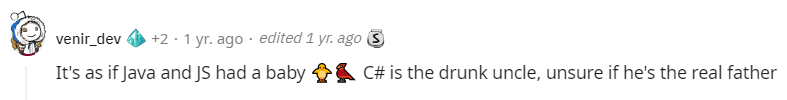 venir_dev +2 · 1 yr. ago · edited 1 yr. ago S
It's as if Java and JS had a baby 🐥🐦 C# is the drunk uncle, unsure if he's the real father